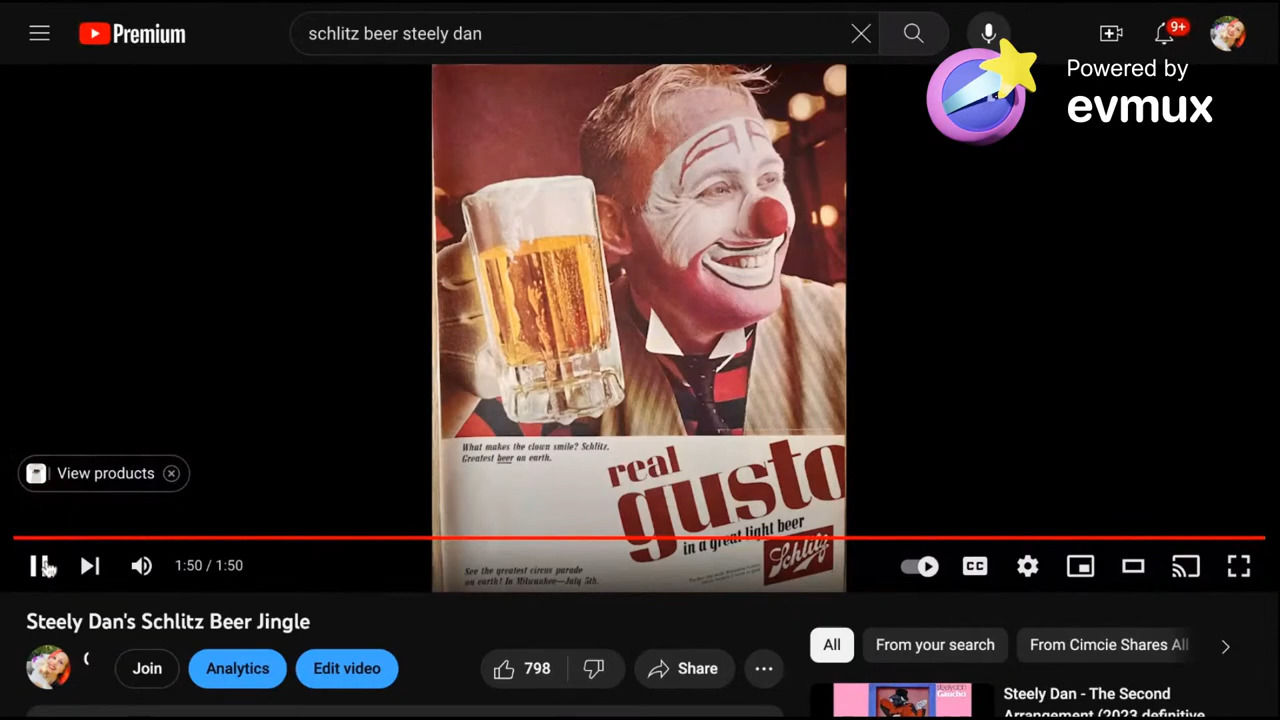 Premium
schlitz beer steely dan
9+
Powered by
evmux
What makes the clown smile? Schlitz.
Greatest beer on earth.
real
gusto
in a great light beer
Schlitz
See the greatest circus parade
on earth! In Milwaukee—July 5th.
View products
1:50 / 1:50
CC
Steely Dan's Schlitz Beer Jingle
Join
Analytics
Edit video
798
Share
All
From your search
From Cimcie Shares All
Steely Dan - The Second
Arrangement (2023 definitive